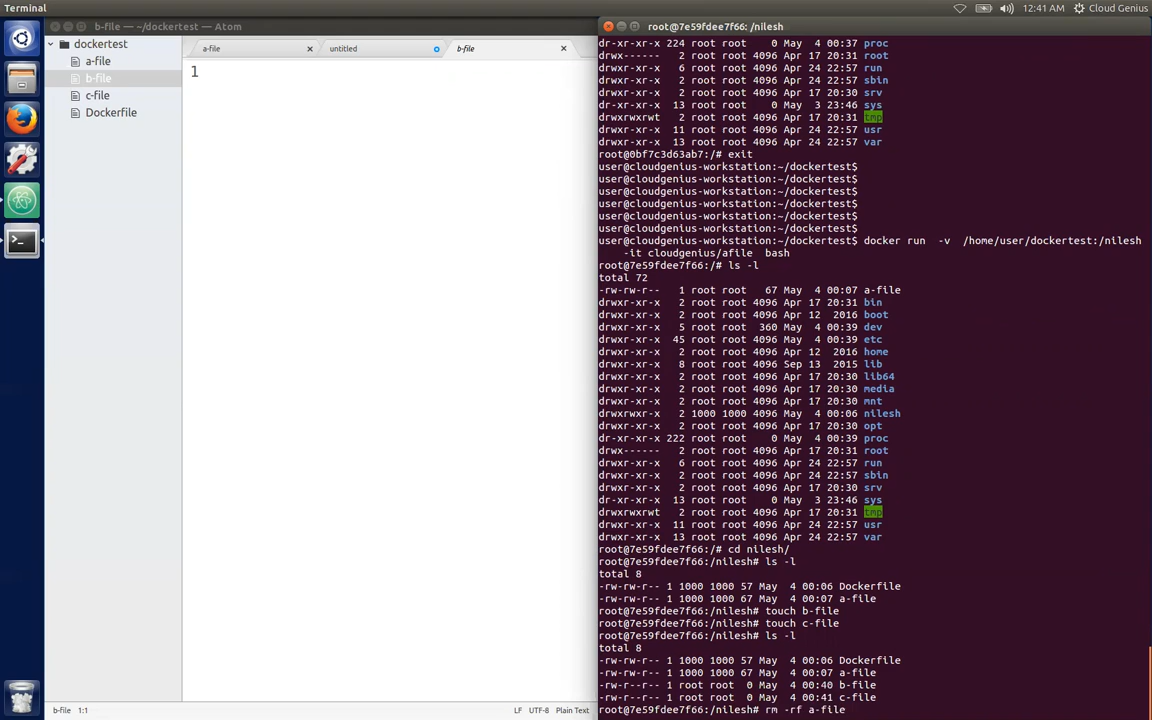 Terminal
12:41 AM
Cloud Genius
b-file — ~/dockertest — Atom
dockertest
a-file
b-file
c-file
Dockerfile
a-file
untitled
b-file
1
b-file 1:1
LF UTF-8 Plain Text
root@7e59fdee7f66: /nilesh
dr-xr-xr-x 224 root root    0 May  4 00:37 proc
drwx------   2 root root 4096 Apr 17 20:31 root
drwxr-xr-x   6 root root 4096 Apr 24 22:57 run
drwxr-xr-x   2 root root 4096 Apr 24 22:57 sbin
drwxr-xr-x   2 root root 4096 Apr 17 20:30 srv
dr-xr-xr-x  13 root root    0 May  3 23:46 sys
drwxrwxrwt   2 root root 4096 Apr 17 20:31 tmp
drwxr-xr-x  11 root root 4096 Apr 24 22:57 usr
drwxr-xr-x  13 root root 4096 Apr 24 22:57 var
root@0bf7c3d63ab7:/# exit
user@cloudgenius-workstation:~/dockertest$
user@cloudgenius-workstation:~/dockertest$
user@cloudgenius-workstation:~/dockertest$
user@cloudgenius-workstation:~/dockertest$
user@cloudgenius-workstation:~/dockertest$
user@cloudgenius-workstation:~/dockertest$
user@cloudgenius-workstation:~/dockertest$ docker run  -v  /home/user/dockertest:/nilesh
-it cloudgenius/afile  bash
root@7e59fdee7f66:/# ls -l
total 72
-rw-rw-r--   1 root root   67 May  4 00:07 a-file
drwxr-xr-x   2 root root 4096 Apr 17 20:31 bin
drwxr-xr-x   2 root root 4096 Apr 12  2016 boot
drwxr-xr-x   5 root root  360 May  4 00:39 dev
drwxr-xr-x  45 root root 4096 May  4 00:39 etc
drwxr-xr-x   2 root root 4096 Apr 12  2016 home
drwxr-xr-x   8 root root 4096 Sep 13  2015 lib
drwxr-xr-x   2 root root 4096 Apr 17 20:30 lib64
drwxr-xr-x   2 root root 4096 Apr 17 20:30 media
drwxr-xr-x   2 root root 4096 Apr 17 20:30 mnt
drwxrwxr-x   2 1000 1000 4096 May  4 00:06 nilesh
drwxr-xr-x   2 root root 4096 Apr 17 20:30 opt
dr-xr-xr-x 222 root root    0 May  4 00:39 proc
drwx------   2 root root 4096 Apr 17 20:31 root
drwxr-xr-x   6 root root 4096 Apr 24 22:57 run
drwxr-xr-x   2 root root 4096 Apr 24 22:57 sbin
drwxr-xr-x   2 root root 4096 Apr 17 20:30 srv
dr-xr-xr-x  13 root root    0 May  3 23:46 sys
drwxrwxrwt   2 root root 4096 Apr 17 20:31 tmp
drwxr-xr-x  11 root root 4096 Apr 24 22:57 usr
drwxr-xr-x  13 root root 4096 Apr 24 22:57 var
root@7e59fdee7f66:/# cd nilesh/
root@7e59fdee7f66:/nilesh# ls -l
total 8
-rw-rw-r-- 1 1000 1000 57 May  4 00:06 Dockerfile
-rw-rw-r-- 1 1000 1000 67 May  4 00:07 a-file
root@7e59fdee7f66:/nilesh# touch b-file
root@7e59fdee7f66:/nilesh# touch c-file
root@7e59fdee7f66:/nilesh# ls -l
total 8
-rw-rw-r-- 1 1000 1000 57 May  4 00:06 Dockerfile
-rw-rw-r-- 1 1000 1000 67 May  4 00:07 a-file
-rw-r--r-- 1 root root  0 May  4 00:40 b-file
-rw-r--r-- 1 root root  0 May  4 00:41 c-file
root@7e59fdee7f66:/nilesh# rm -rf a-file